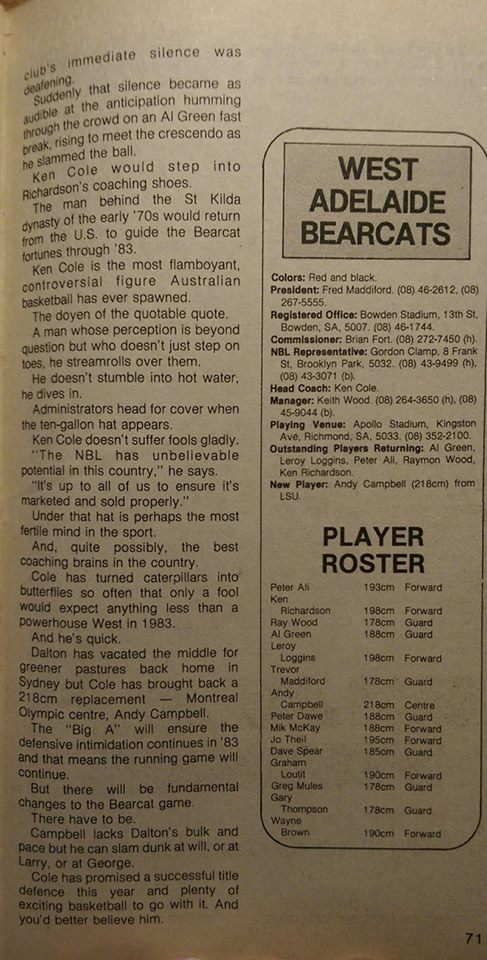 club's immediate silence was
deafening.
Suddenly that silence became as
audible at the anticipation humming
through the crowd on an Al Green fast
break, rising to meet the crescendo as
he slammed the ball.
Ken Cole would step into
Richardson's coaching shoes.
The man behind the St Kilda
dynasty of the early '70s would return
from the U.S. to guide the Bearcat
fortunes through '83.
Ken Cole is the most flamboyant,
controversial figure Australian
basketball has ever spawned.
The doyen of the quotable quote.
A man whose perception is beyond
question but who doesn't just step on
toes, he streamrolls over them.
He doesn't stumble into hot water,
he dives in.
Administrators head for cover when
the ten-gallon hat appears.
Ken Cole doesn't suffer fools gladly.
"The NBL has unbelievable
potential in this country," he says.
"It's up to all of us to ensure it's
marketed and sold properly."
Under that hat is perhaps the most
fertile mind in the sport.
And, quite possibly, the best
coaching brains in the country.
Cole has turned caterpillars into
butterflies so often that only a fool
would expect anything less than a
powerhouse West in 1983.
And he's quick.
Dalton has vacated the middle for
greener pastures back home in
Sydney but Cole has brought back a
218cm replacement — Montreal
Olympic centre, Andy Campbell.
The "Big A" will ensure the
defensive intimidation continues in '83
and that means the running game will
continue.
But there will be fundamental
changes to the Bearcat game.
There have to be.
Campbell lacks Dalton's bulk and
pace but he can slam dunk at will, or at
Larry, or at George.
Cole has promised a successful title
defence this year and plenty of
exciting basketball to go with it. And
you'd better believe him.
WEST
ADELAIDE
BEARCATS
Colors: Red and black.
President: Fred Maddiford. (08) 46-2612, (08)
267-5555.
Registered Office: Bowden Stadium, 13th St,
Bowden, SA, 5007. (08) 46-1744.
Commissioner: Brian Fort. (08) 272-7450 (h).
NBL Representative: Gordon Clamp, 8 Frank
St, Brooklyn Park, 5032. (08) 43-9499 (h),
(08) 43-3071 (b).
Head Coach: Ken Cole.
Manager: Keith Wood. (08) 264-3650 (h), (08)
45-9044 (b).
Playing Venue: Apollo Stadium, Kingston
Ave, Richmond, SA, 5033. (08) 352-2100.
Outstanding Players Returning: Al Green,
Leroy Loggins, Peter Ali, Raymon Wood,
Ken Richardson.
New Player: Andy Campbell (218cm) from
LSU.
PLAYER
ROSTER
Peter Ali 193cm Forward
Ken
Richardson 198cm Forward
Ray Wood 178cm Guard
Al Green 188cm Guard
Leroy
Loggins 198cm Forward
Trevor
Maddiford 178cm Guard
Andy
Campbell 218cm Centre
Peter Dawe 188cm Guard
Mik McKay 188cm Forward
Jo Theil 195cm Forward
Dave Spear 185cm Guard
Graham
Loutit 190cm Forward
Greg Mules 178cm Guard
Gary
Thompson 178cm Guard
Wayne
Brown 190cm Forward
71